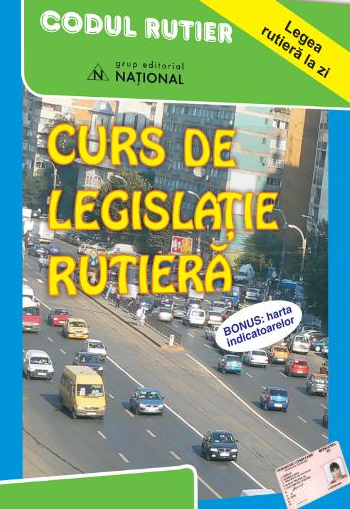 CODUL RUTIER
Legea
rutieră la zi
grup editorial
NAȚIONAL
CURS DE
LEGISLAȚIE
RUTIERĂ
BONUS: harta
indicatoarelor